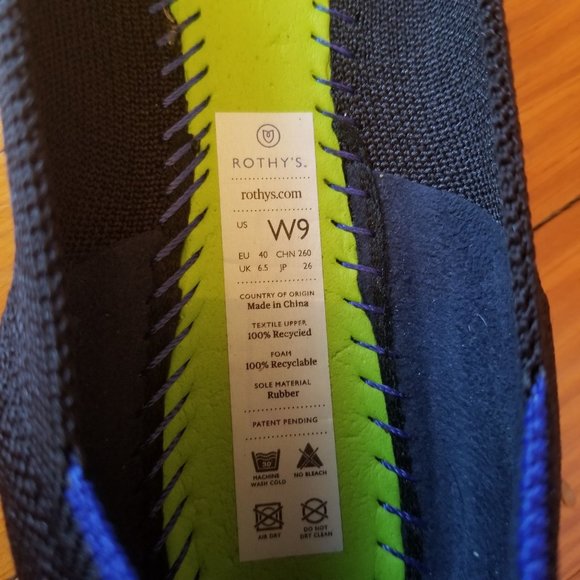 ROTHY'S®
rothys.com
US W9
EU 40 CHN 260
UK 6.5 JP 26
COUNTRY OF ORIGIN
Made in China
TEXTILE UPPER
100% Recycled
FOAM
100% Recyclable
SOLE MATERIAL
Rubber
PATENT PENDING
30
MACHINE WASH COLD
NO BLEACH
AIR DRY
DO NOT DRY CLEAN